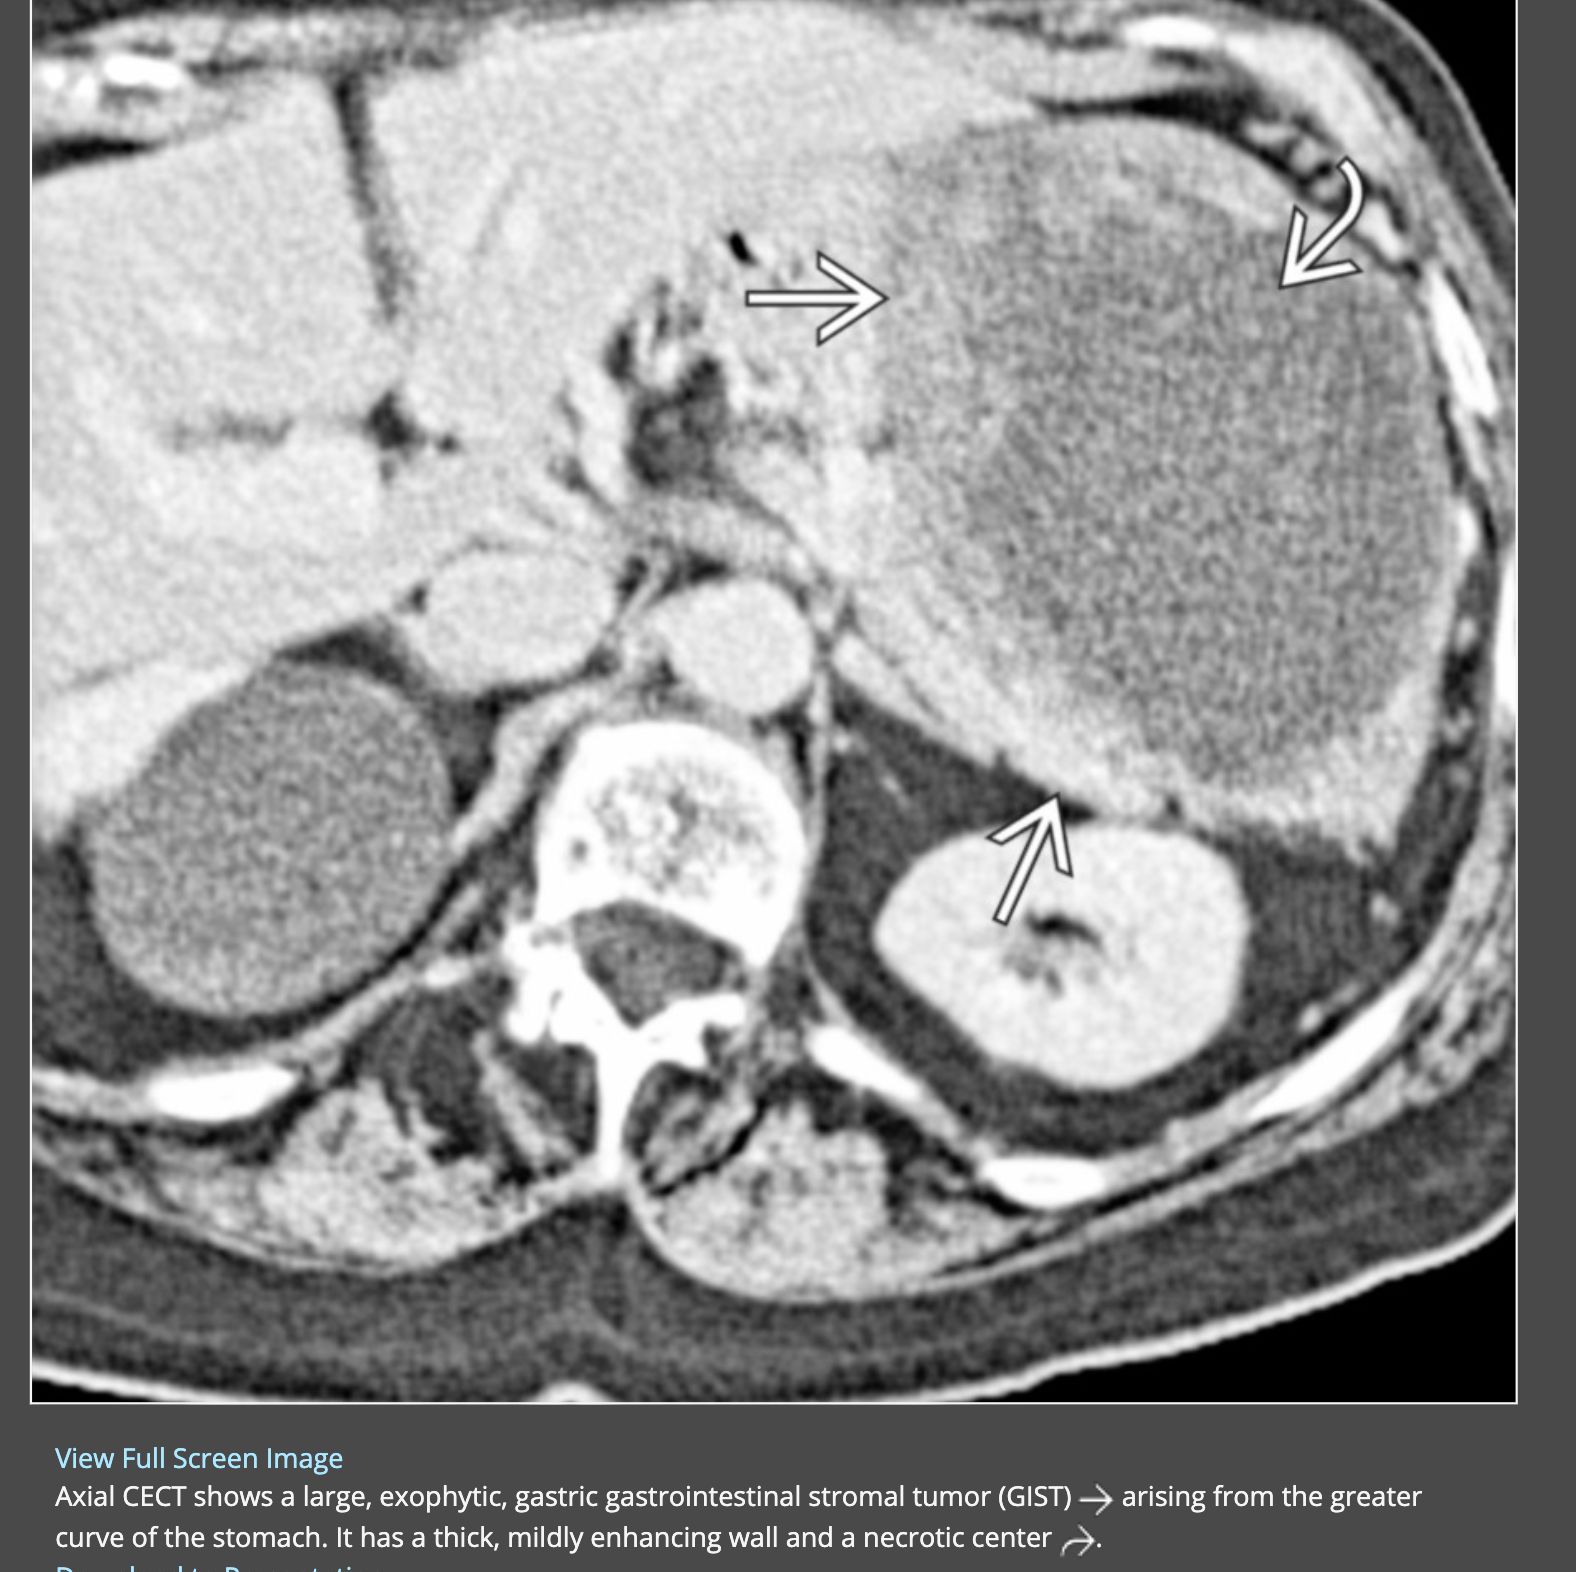 View Full Screen Image
Axial CECT shows a large, exophytic, gastric gastrointestinal stromal tumor (GIST) → arising from the greater
curve of the stomach. It has a thick, mildly enhancing wall and a necrotic center ↷.